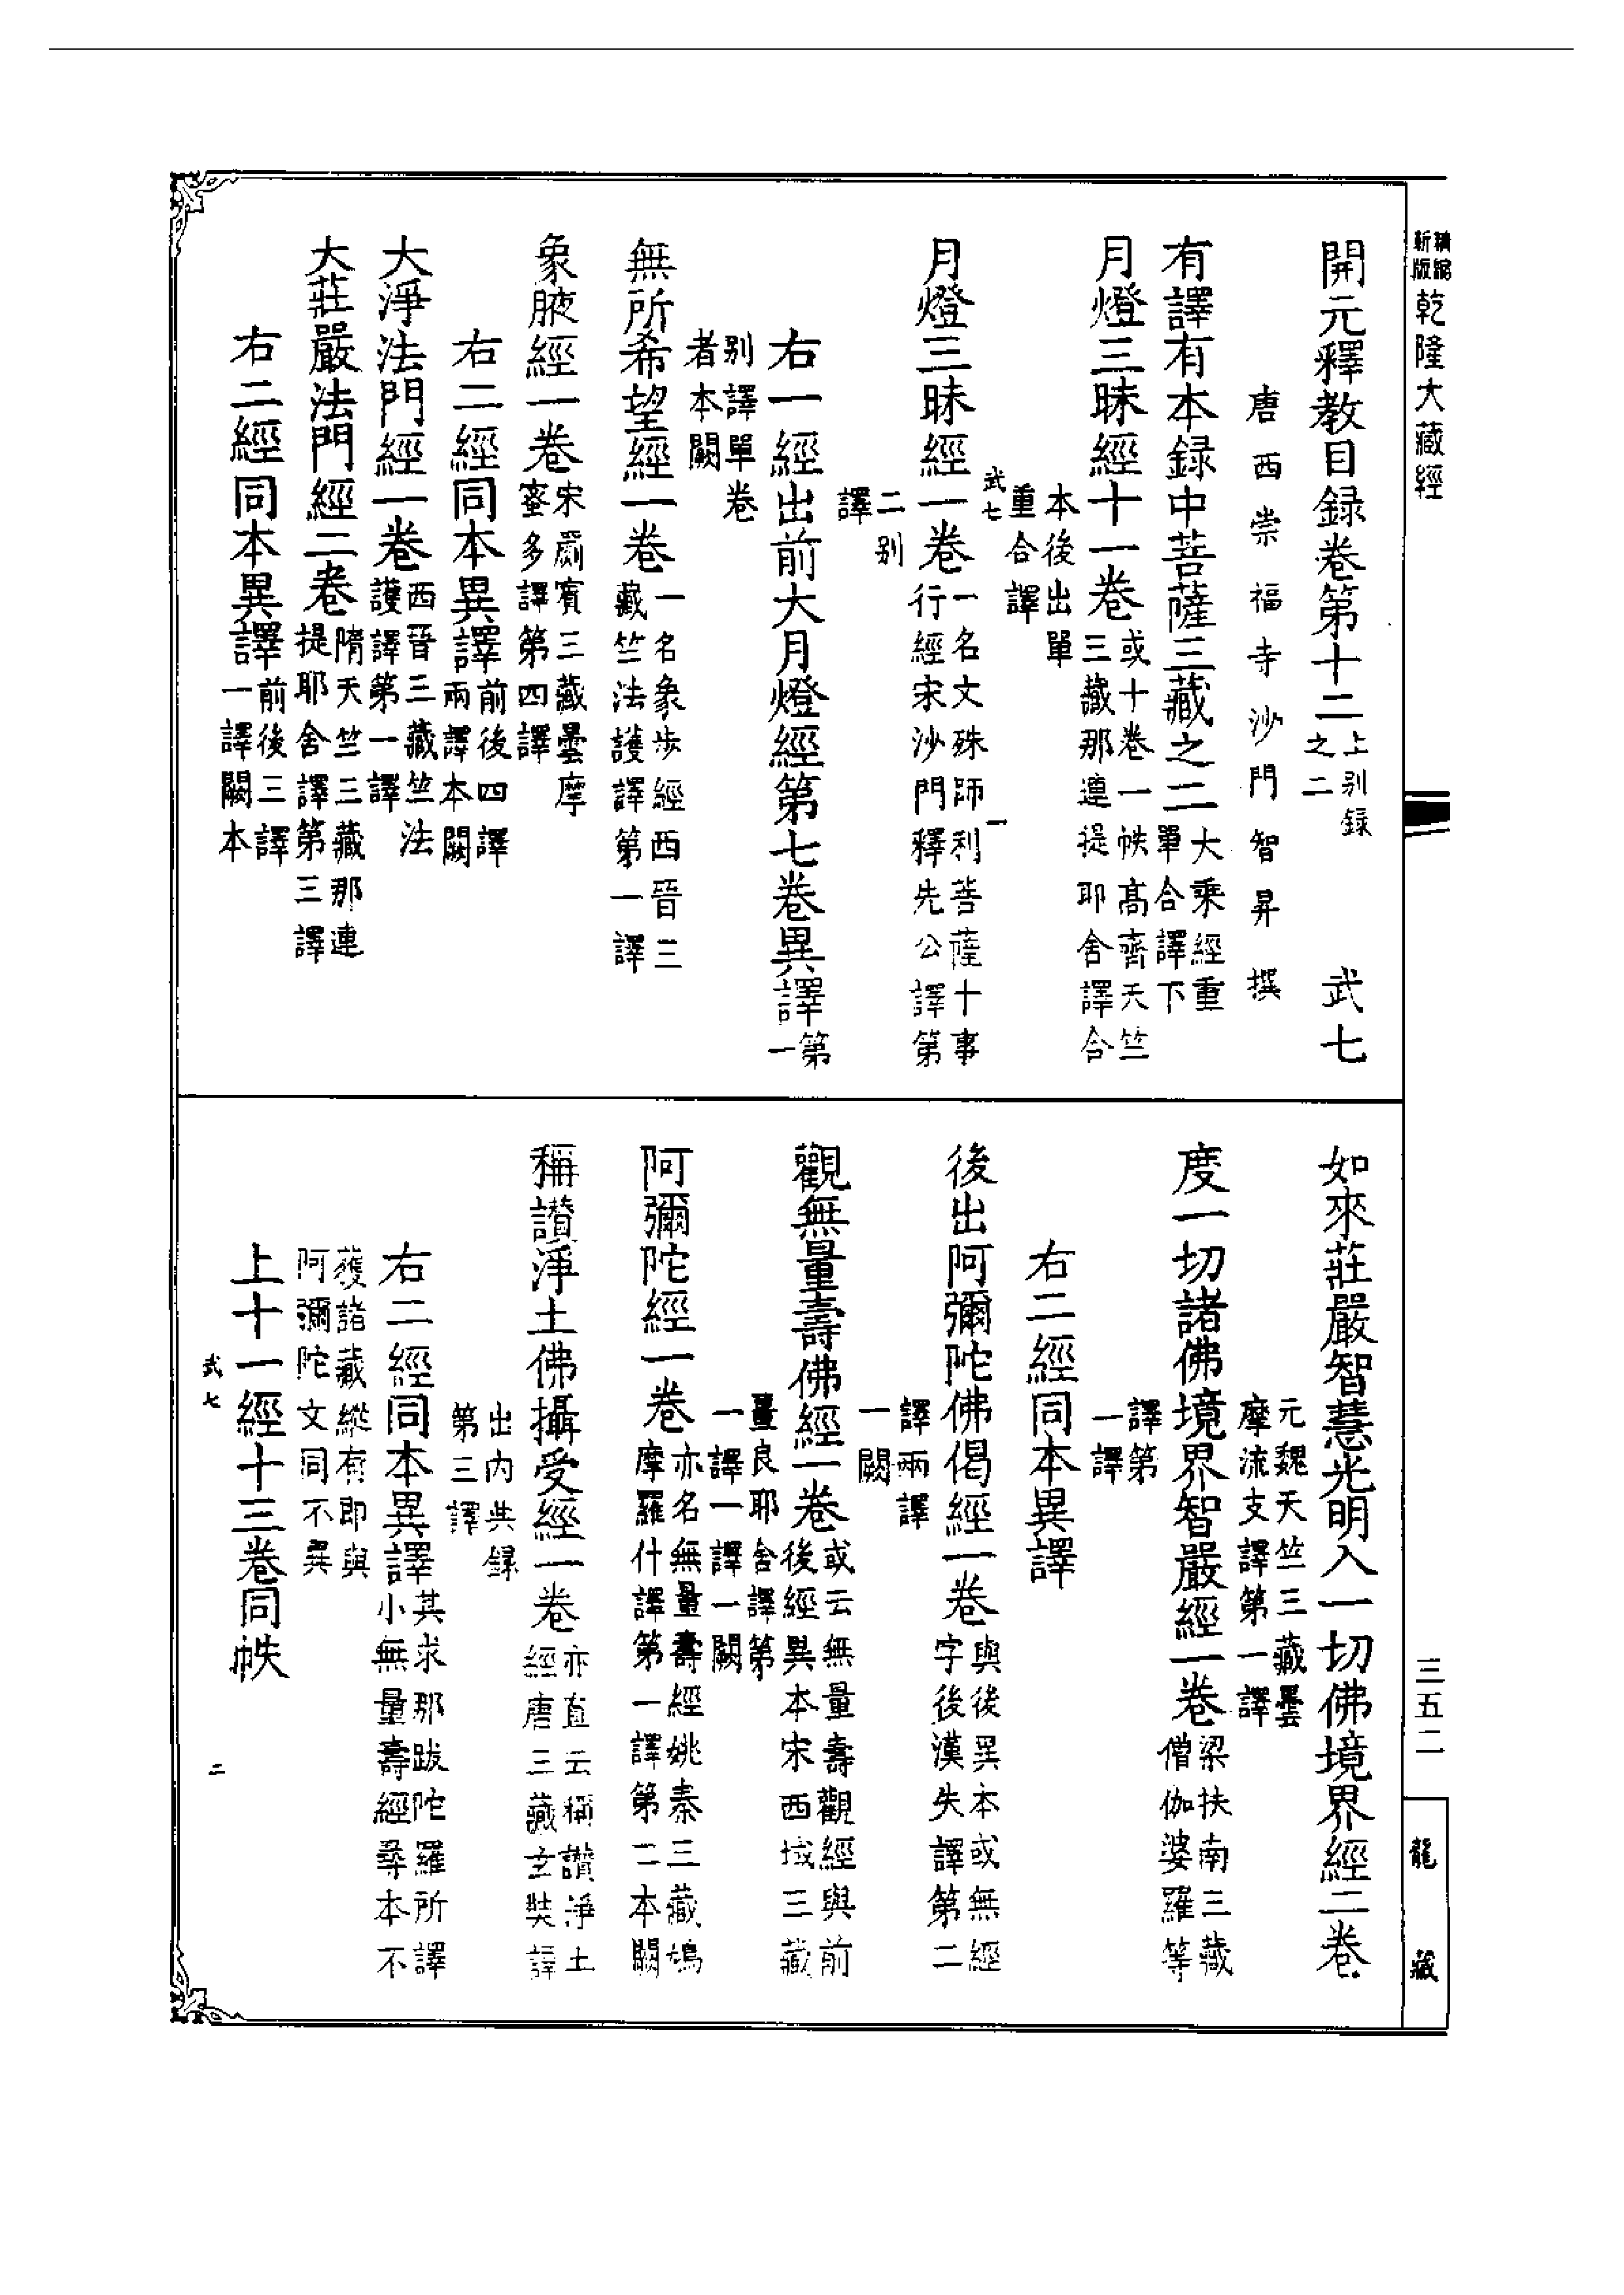 精縮新版乾隆大藏經
開元釋教目録卷第十二上别録之二　武七
唐西崇福寺沙門智昇撰
有譯有本録中菩薩三藏之二大乘經重單合譯下
月燈三昧經十一卷或十卷一帙髙齊天竺三藏那連提耶舍譯合
本後出單重合譯
武七　一
月燈三昧經一卷一名文殊師利菩薩十事行經宋沙門釋先公譯第
二别譯
右一經出前大月燈經第七卷異譯第一
别譯單卷者本闕
無所希望經一卷一名象步經西晉三藏竺法護譯第一譯
象腋經一卷宋罽賓三藏曇摩蜜多譯第四譯
右二經同本異譯前後四譯兩譯本闕
大淨法門經一卷西晉三藏竺法護譯第一譯
大莊嚴法門經二卷隋天竺三藏那連提耶舍譯第三譯
右二經同本異譯前後三譯一譯闕本
如來莊嚴智慧光明入一切佛境界經二卷
元魏天竺三藏曇摩流支譯第一譯
度一切諸佛境界智嚴經一卷梁扶南三藏僧伽婆羅等
譯第一譯
右二經同本異譯
後出阿彌陀佛偈經一卷與後異本或無經字後漢失譯第二
譯兩譯一闕
觀無量壽佛經一卷或云無量壽觀經與前後經異本宋西域三藏
畺良耶舍譯第一譯一譯一闕
阿彌陀經一卷亦名無量壽經姚秦三藏鳩摩羅什譯第一譯第二本闕
稱讚淨土佛攝受經一卷亦直云稱讚淨土經唐三藏玄奘譯
出内典録第三譯
右二經同本異譯其求那跋陀羅所譯小無量壽經尋本不
獲諸藏縱有即與阿彌陀文同不異
上十一經十三卷同帙
武七　二
三五二
龍藏